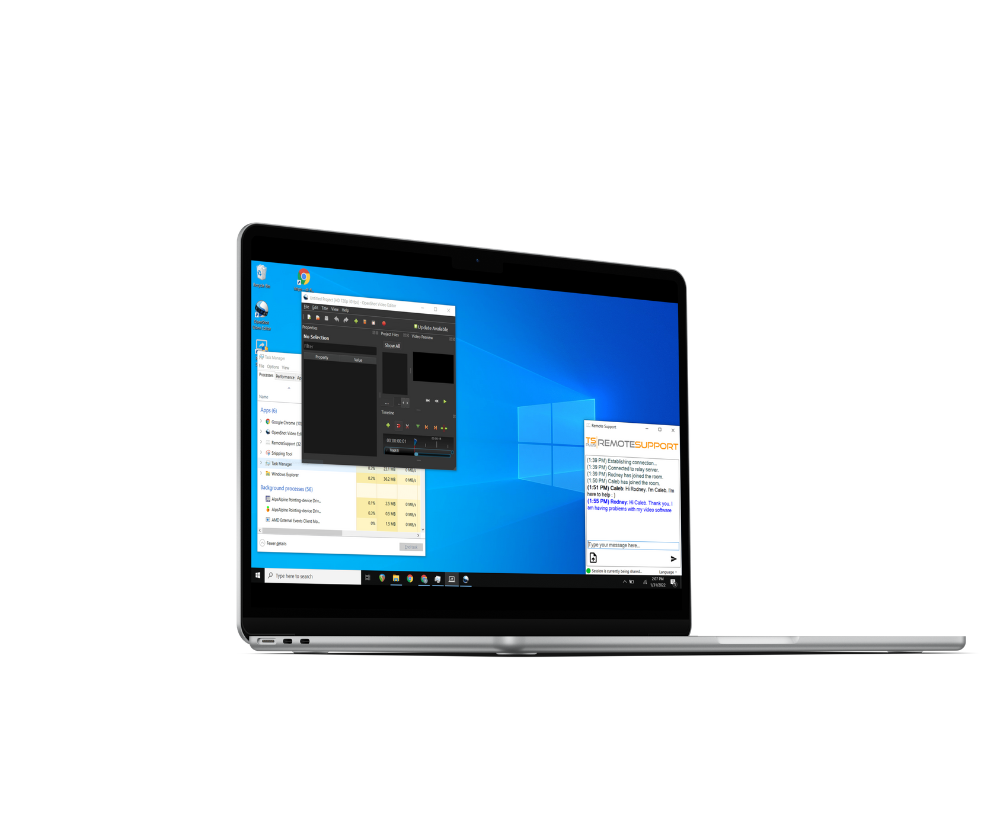 Recycle Bin
OpenShot
Video Editor
Untitled Project [HD 720p 30 fps] - OpenShot Video Editor
File Edit Title View Help
Update Available
Properties
Project Files
Video Preview
No Selection
Show All
Filter
Property Value
Timeline
00:00:00:01
00:00:15
Track 5
Task Manager
File Options View
Processes Performance
Name
Apps (6)
Google Chrome
OpenShot Video
RemoteSupport (32
Snipping Tool
Task Manager
0.3% 23.1 MB 0 MB/s
Windows Explorer
0.2% 36.2 MB 0 MB/s
Background processes (56)
AlpsAlpine Pointing-device Driv...
0.1% 2.5 MB 0 MB/s
AlpsAlpine Pointing-device Driv...
0.3% 0.5 MB 0 MB/s
AMD External Events Client Mo...
0% 1.5 MB 0 MB/s
Fewer details
End task
Remote Support
TS PLUS REMOTESUPPORT
(1:39 PM) Establishing connection...
(1:39 PM) Connected to relay server.
(1:39 PM) Rodney has joined the room.
(1:50 PM) Caleb has joined the room.
(1:51 PM) Caleb: Hi Rodney. I'm Caleb. I'm
here to help : )
(1:55 PM) Rodney: Hi Caleb. Thank you. I
am having problems with my video software
Type your message here...
Session is currently being shared...
Language
Type here to search
2:07 PM
1/31/2022
1